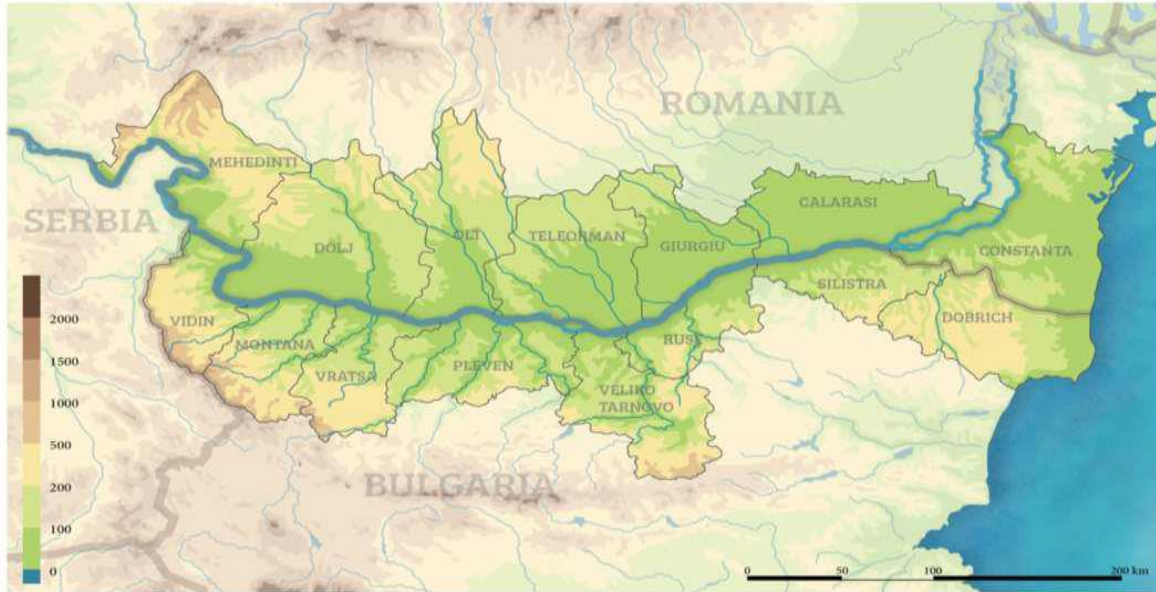 ROMANIA
MEHEDINTI
CALARASI
SERBIA
DOLJ
OLT
TELEORMAN
GIURGIU
CONSTANTA
SILISTRA
DOBRICH
VIDIN
MONTANA
RUSE
VRATSA
PLEVEN
VELIKO
TARNOVO
BULGARIA
2000
1500
1000
500
200
100
0
0
50
100
200 km